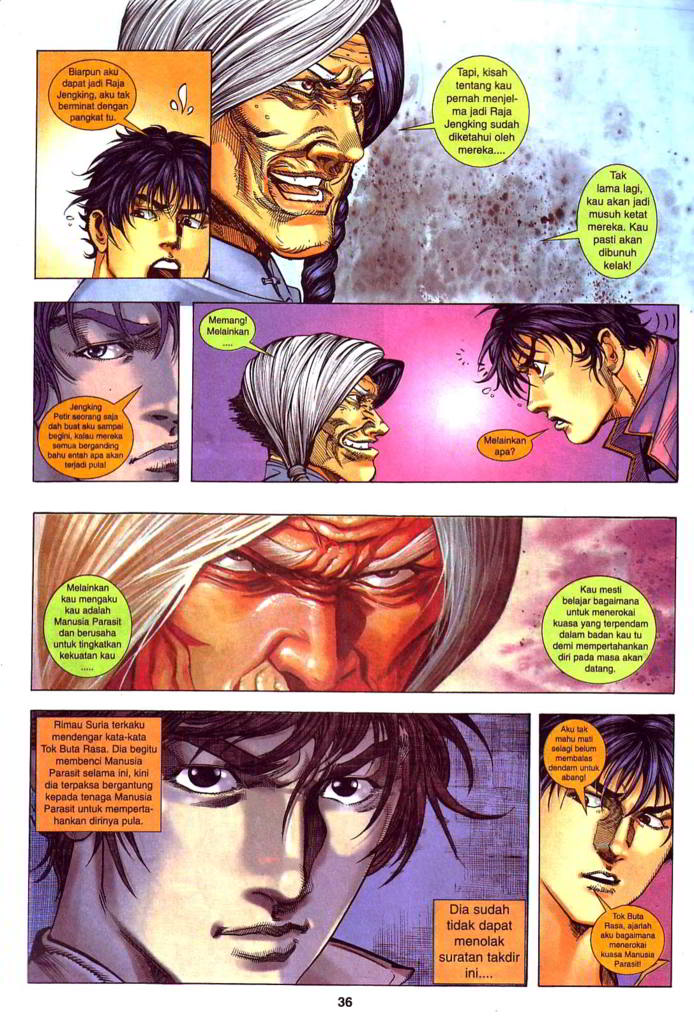 Biarpun aku
dapat jadi Raja
Jengking, aku tak
berminat dengan
pangkat tu.
Tapi, kisah
tentang kau
pernah menjel-
ma jadi Raja
Jengking sudah
diketahui oleh
mereka....
Tak
lama lagi,
kau akan jadi
musuh ketat
mereka. Kau
pasti akan
dibunuh
kelak!
Jengking
Petir seorang saja
dah buat aku sampai
begini, kalau mereka
semua berganding
bahu entah apa akan
terjadi pula!
Memang!
Melainkan
....
Melainkan
apa?
Melainkan
kau mengaku
kau adalah
Manusia Parasit
dan berusaha
untuk tingkatkan
kekuatan kau
.....
Kau mesti
belajar bagaimana
untuk menerokai
kuasa yang terpendam
dalam badan kau tu
demi mempertahankan
diri pada masa akan
datang.
Rimau Suria terkaku
mendengar kata-kata
Tok Buta Rasa. Dia begitu
membenci Manusia
Parasit selama ini, kini
dia terpaksa bergantung
kepada tenaga Manusia
Parasit untuk memperta-
hankan dirinya pula.
Dia sudah
tidak dapat
menolak
suratan takdir
ini....
Aku tak
mahu mati
selagi belum
membalas
dendam untuk
abang!
Tok Buta
Rasa, ajarlah
aku bagaimana
menerokai
kuasa Manusia
Parasit!
36